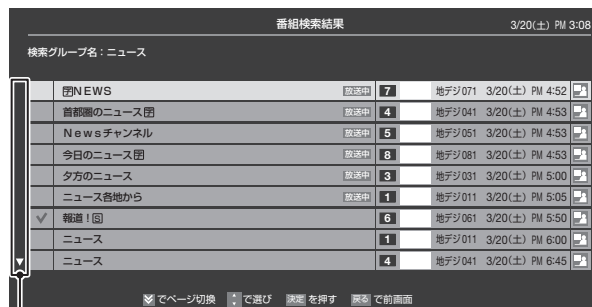 番組検索結果 3/20(土) PM 3:08
検索グループ名:ニュース
字NEWS 放送中 7 地デジ071 3/20(土) PM 4:52
首都圏のニュース字 放送中 4 地デジ041 3/20(土) PM 4:53
Newsチャンネル 放送中 5 地デジ051 3/20(土) PM 4:53
今日のニュース字 放送中 8 地デジ081 3/20(土) PM 4:53
夕方のニュース 放送中 3 地デジ031 3/20(土) PM 5:00
ニュース各地から 放送中 1 地デジ011 3/20(土) PM 5:05
報道!S 6 地デジ061 3/20(土) PM 5:50
ニュース 1 地デジ011 3/20(土) PM 6:00
ニュース 4 地デジ041 3/20(土) PM 6:45
でページ切換 で選び 決定 を押す 戻る で前画面